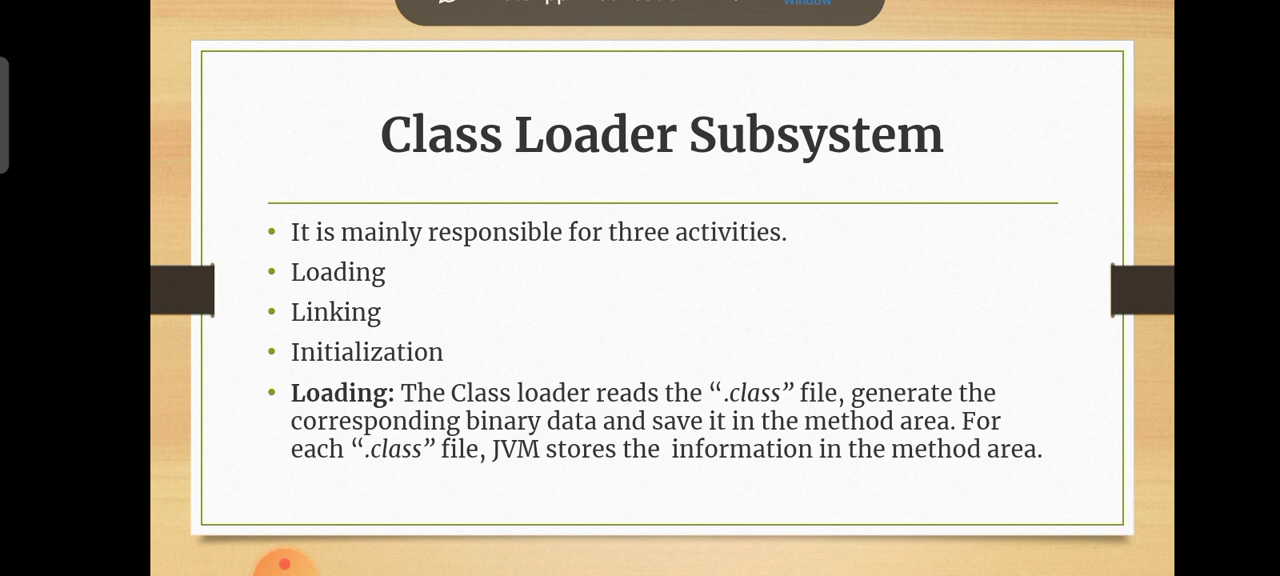 Window
Class Loader Subsystem
• It is mainly responsible for three activities.
• Loading
• Linking
• Initialization
• Loading: The Class loader reads the “.class” file, generate the
corresponding binary data and save it in the method area. For
each “.class” file, JVM stores the  information in the method area.